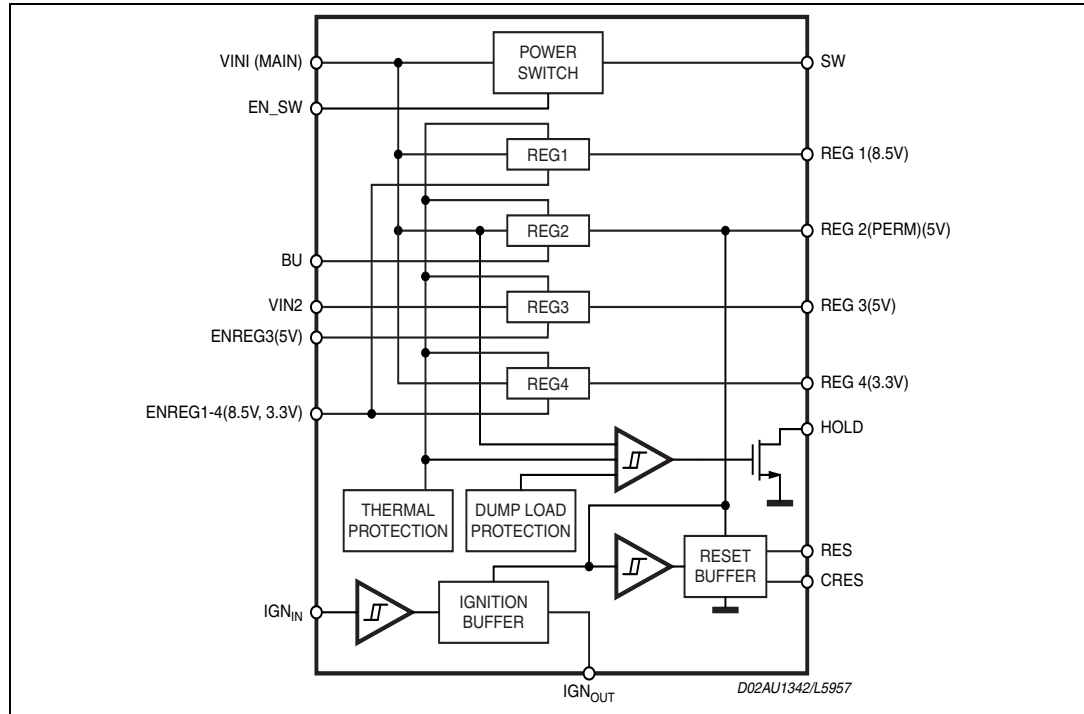 VINI (MAIN)
POWER
SWITCH
SW
EN_SW
REG1
REG 1(8.5V)
REG2
REG 2(PERM)(5V)
BU
VIN2
REG3
REG 3(5V)
ENREG3(5V)
REG4
REG 4(3.3V)
ENREG1-4(8.5V, 3.3V)
HOLD
THERMAL
PROTECTION
DUMP LOAD
PROTECTION
RESET
BUFFER
RES
CRES
IGNIN
IGNITION
BUFFER
IGNOUT
D02AU1342/L5957